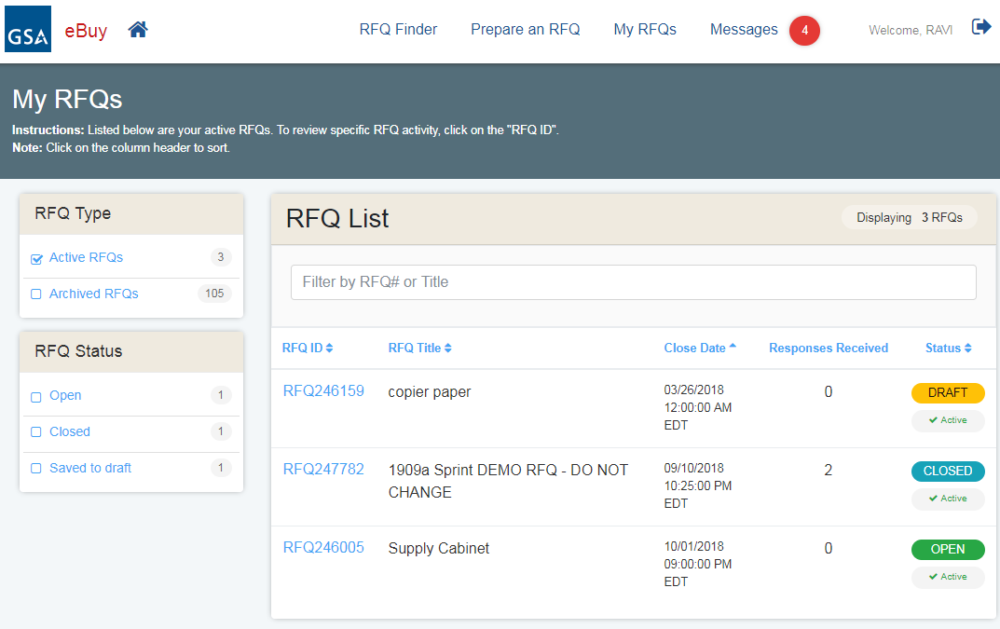 GSA eBuy RFQ Finder Prepare an RFQ My RFQs Messages 4 Welcome, RAVI
My RFQs
Instructions: Listed below are your active RFQs. To review specific RFQ activity, click on the "RFQ ID".
Note: Click on the column header to sort.
RFQ Type
Active RFQs 3
Archived RFQs 105
RFQ Status
Open 1
Closed 1
Saved to draft 1
RFQ List Displaying 3 RFQs
Filter by RFQ# or Title
RFQ ID RFQ Title Close Date Responses Received Status
RFQ246159 copier paper 03/26/2018 0 DRAFT
12:00:00 AM Active
EDT
RFQ247782 1909a Sprint DEMO RFQ - DO NOT 09/10/2018 2 CLOSED
CHANGE 10:25:00 PM Active
EDT
RFQ246005 Supply Cabinet 10/01/2018 0 OPEN
09:00:00 PM Active
EDT